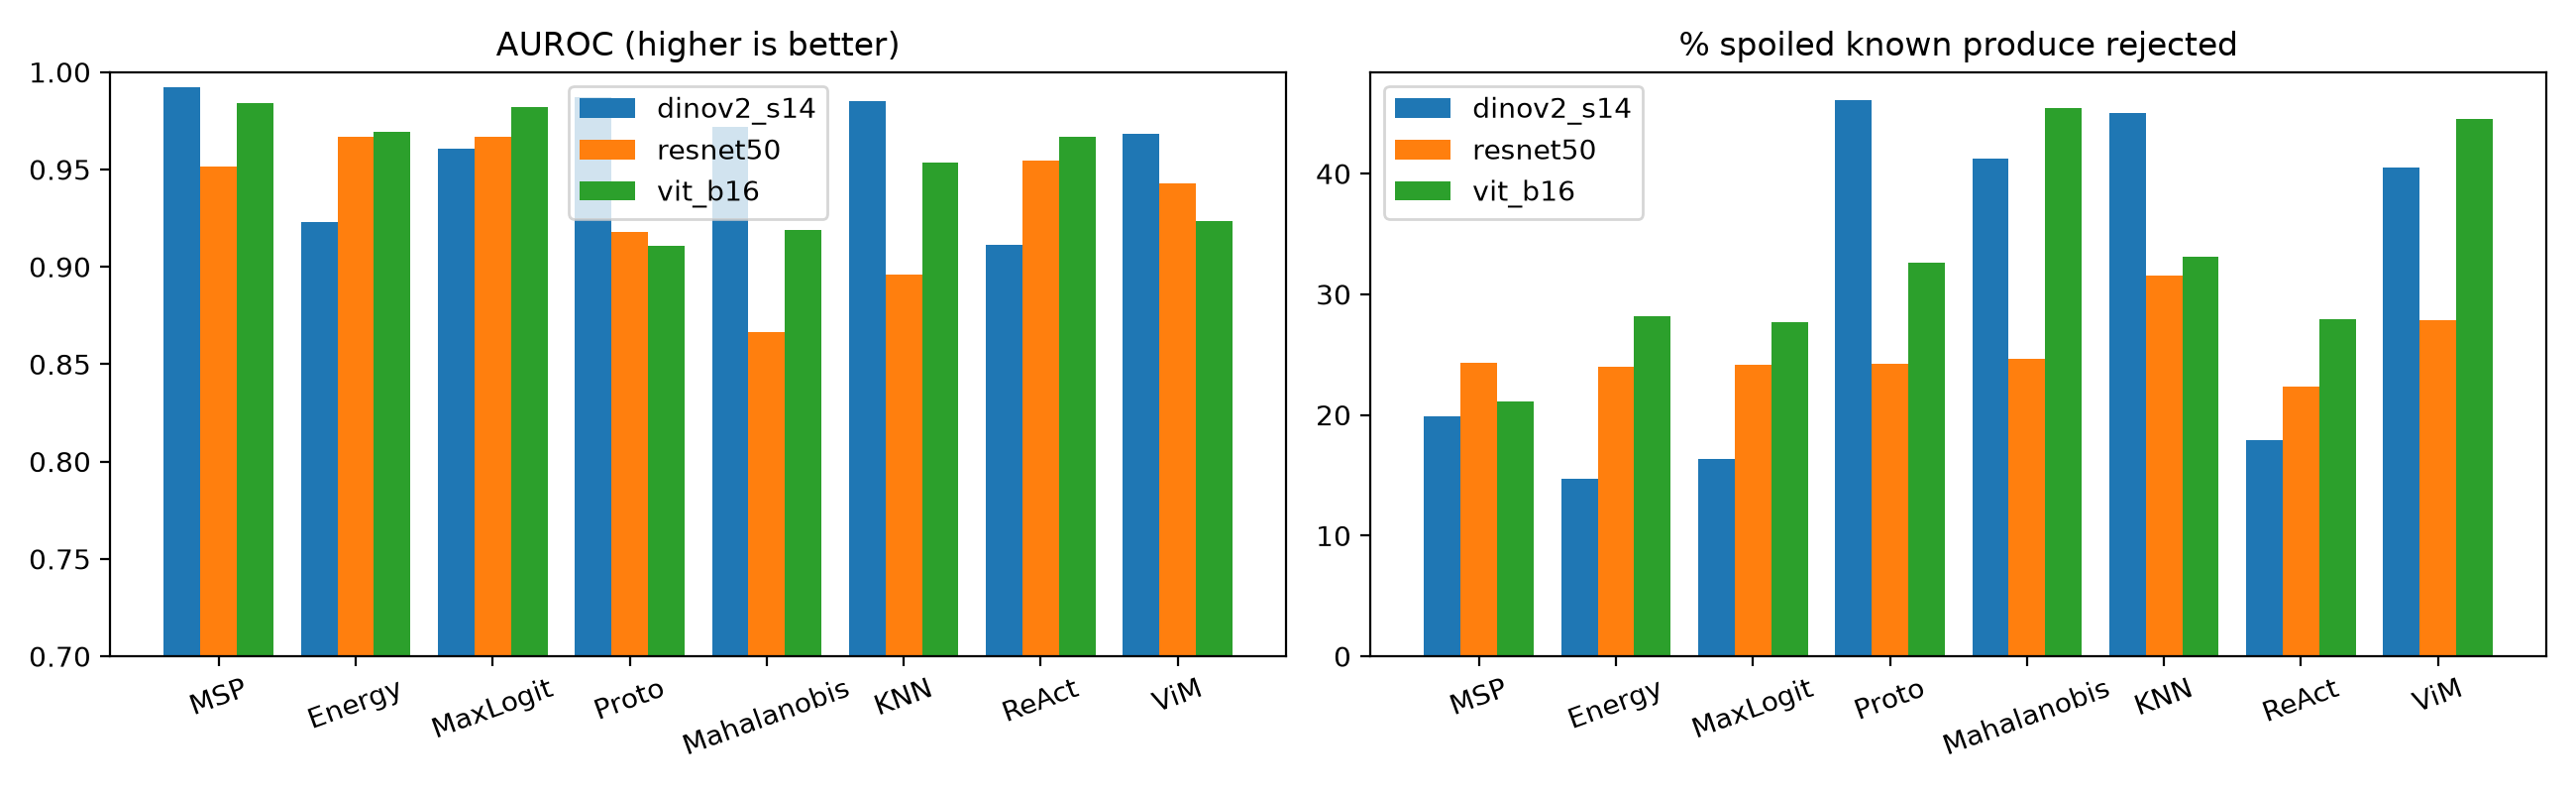 AUROC (higher is better)
1.00
0.95
0.90
0.85
0.80
0.75
0.70
dinov2_s14
resnet50
vit_b16
MSP
Energy
MaxLogit
Proto
Mahalanobis
KNN
ReAct
ViM
% spoiled known produce rejected
40
30
20
10
0
dinov2_s14
resnet50
vit_b16
MSP
Energy
MaxLogit
Proto
Mahalanobis
KNN
ReAct
ViM